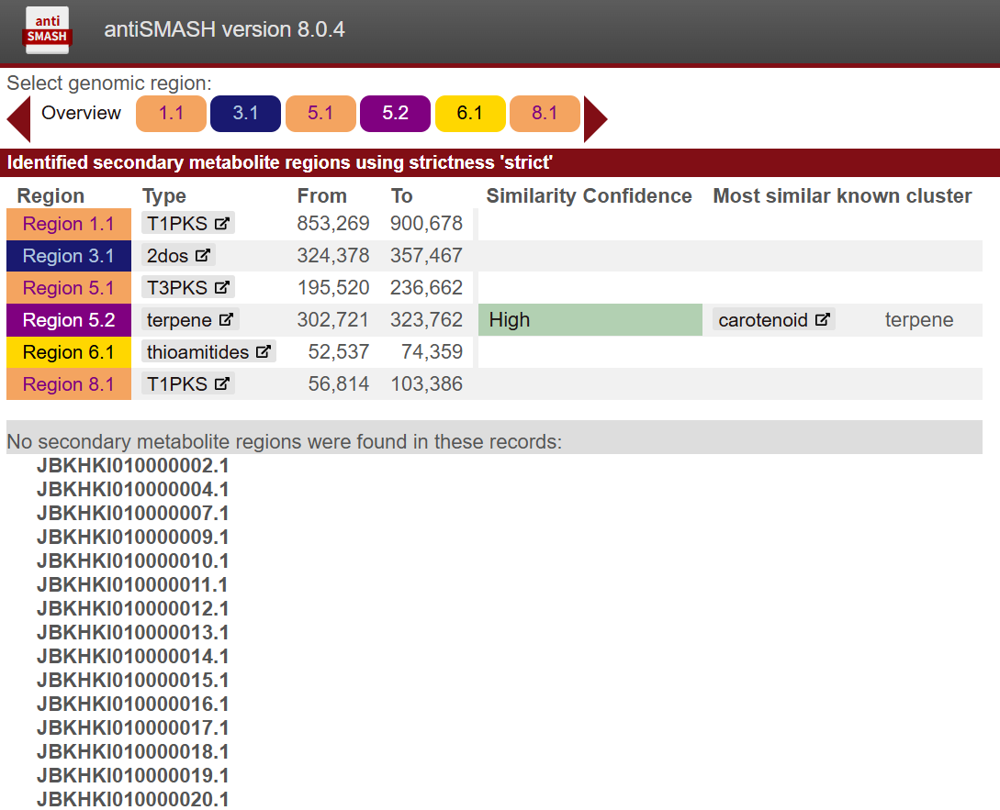 anti
SMASH
antiSMASH version 8.0.4
Select genomic region:
Overview 1.1 3.1 5.1 5.2 6.1 8.1
Identified secondary metabolite regions using strictness 'strict'
Region Type From To Similarity Confidence Most similar known cluster
Region 1.1 T1PKS 853,269 900,678
Region 3.1 2dos 324,378 357,467
Region 5.1 T3PKS 195,520 236,662
Region 5.2 terpene 302,721 323,762 High carotenoid terpene
Region 6.1 thioamitides 52,537 74,359
Region 8.1 T1PKS 56,814 103,386
No secondary metabolite regions were found in these records:
JBKHKI010000002.1
JBKHKI010000004.1
JBKHKI010000007.1
JBKHKI010000009.1
JBKHKI010000010.1
JBKHKI010000011.1
JBKHKI010000012.1
JBKHKI010000013.1
JBKHKI010000014.1
JBKHKI010000015.1
JBKHKI010000016.1
JBKHKI010000017.1
JBKHKI010000018.1
JBKHKI010000019.1
JBKHKI010000020.1